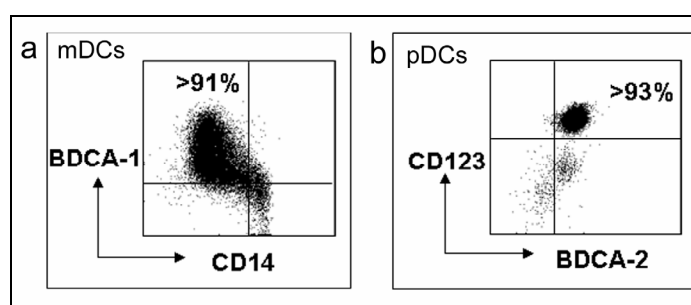 a mDCs
>91%
BDCA-1
CD14
b pDCs
>93%
CD123
BDCA-2